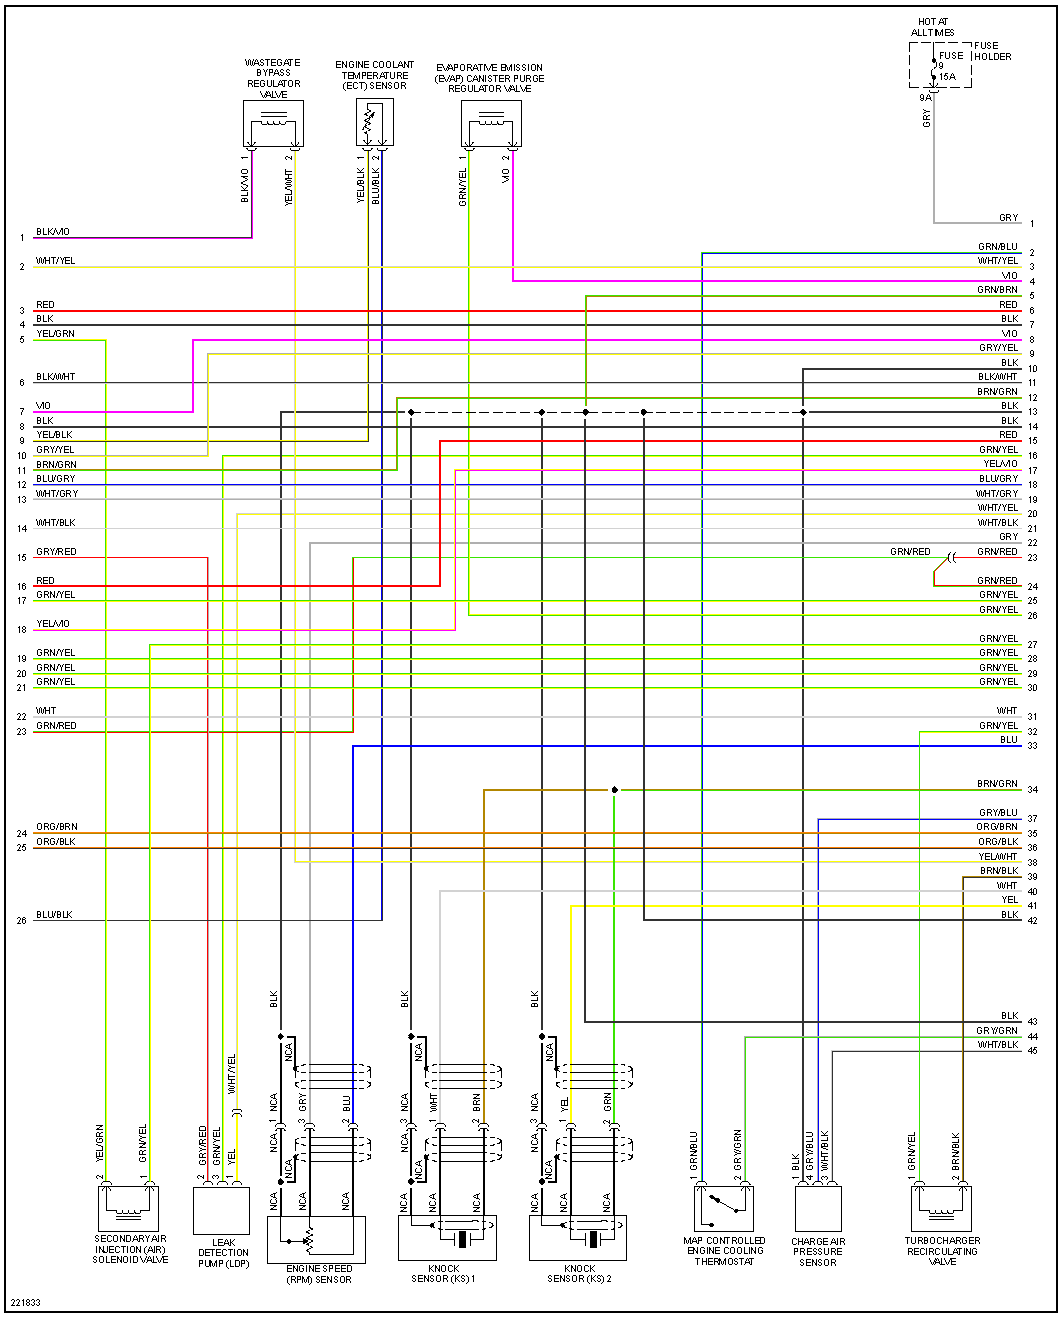 HOT AT
ALL TIMES
FUSE
HOLDER
FUSE
9
15A
9A
GRY
WASTEGATE
BYPASS
REGULATOR
VALVE
1
2
BLK/VIO
YEL/WHT
ENGINE COOLANT
TEMPERATURE
(ECT) SENSOR
1
2
YEL/BLK
BLU/BLK
EVAPORATIVE EMISSION
(EVAP) CANISTER PURGE
REGULATOR VALVE
1
2
GRN/YEL
VIO
1 BLK/VIO
2 WHT/YEL
3 RED
4 BLK
5 YEL/GRN
6 BLK/WHT
7 VIO
8 BLK
9 YEL/BLK
10 GRY/YEL
11 BRN/GRN
12 BLU/GRY
13 WHT/GRY
14 WHT/BLK
15 GRY/RED
16 RED
17 GRN/YEL
18 YEL/VIO
19 GRN/YEL
20 GRN/YEL
21 GRN/YEL
22 WHT
23 GRN/RED
24 ORG/BRN
25 ORG/BLK
26 BLU/BLK
GRY 1
GRN/BLU 2
WHT/YEL 3
VIO 4
GRN/BRN 5
RED 6
BLK 7
VIO 8
GRY/YEL 9
BLK 10
BLK/WHT 11
BRN/GRN 12
BLK 13
BLK 14
RED 15
GRN/YEL 16
YEL/VIO 17
BLU/GRY 18
WHT/GRY 19
WHT/YEL 20
WHT/BLK 21
GRY 22
GRN/RED GRN/RED 23
GRN/RED 24
GRN/YEL 25
GRN/YEL 26
GRN/YEL 27
GRN/YEL 28
GRN/YEL 29
GRN/YEL 30
WHT 31
GRN/YEL 32
BLU 33
BRN/GRN 34
GRY/BLU 37
ORG/BRN 35
ORG/BLK 36
YEL/WHT 38
BRN/BLK 39
WHT 40
YEL 41
BLK 42
BLK 43
GRY/GRN 44
WHT/BLK 45
YEL/GRN
2
GRN/YEL
1
SECONDARY AIR
INJECTION (AIR)
SOLENOID VALVE
GRY/RED
2
GRN/YEL
3
WHT/YEL
YEL
1
LEAK
DETECTION
PUMP (LDP)
BLK
NCA
NCA
1
GRY
3
BLU
2
NCA
NCA
NCA
NCA
NCA
ENGINE SPEED
(RPM) SENSOR
BLK
NCA
NCA
3
WHT
1
BRN
2
NCA
NCA
NCA
NCA
NCA
KNOCK
SENSOR (KS) 1
BLK
NCA
NCA
3
YEL
1
GRN
2
NCA
NCA
NCA
NCA
NCA
KNOCK
SENSOR (KS) 2
GRN/BLU
1
GRY/GRN
2
MAP CONTROLLED
ENGINE COOLING
THERMOSTAT
BLK
1
GRY/BLU
4
WHT/BLK
3
CHARGE AIR
PRESSURE
SENSOR
GRN/YEL
1
BRN/BLK
2
TURBOCHARGER
RECIRCULATING
VALVE
221833